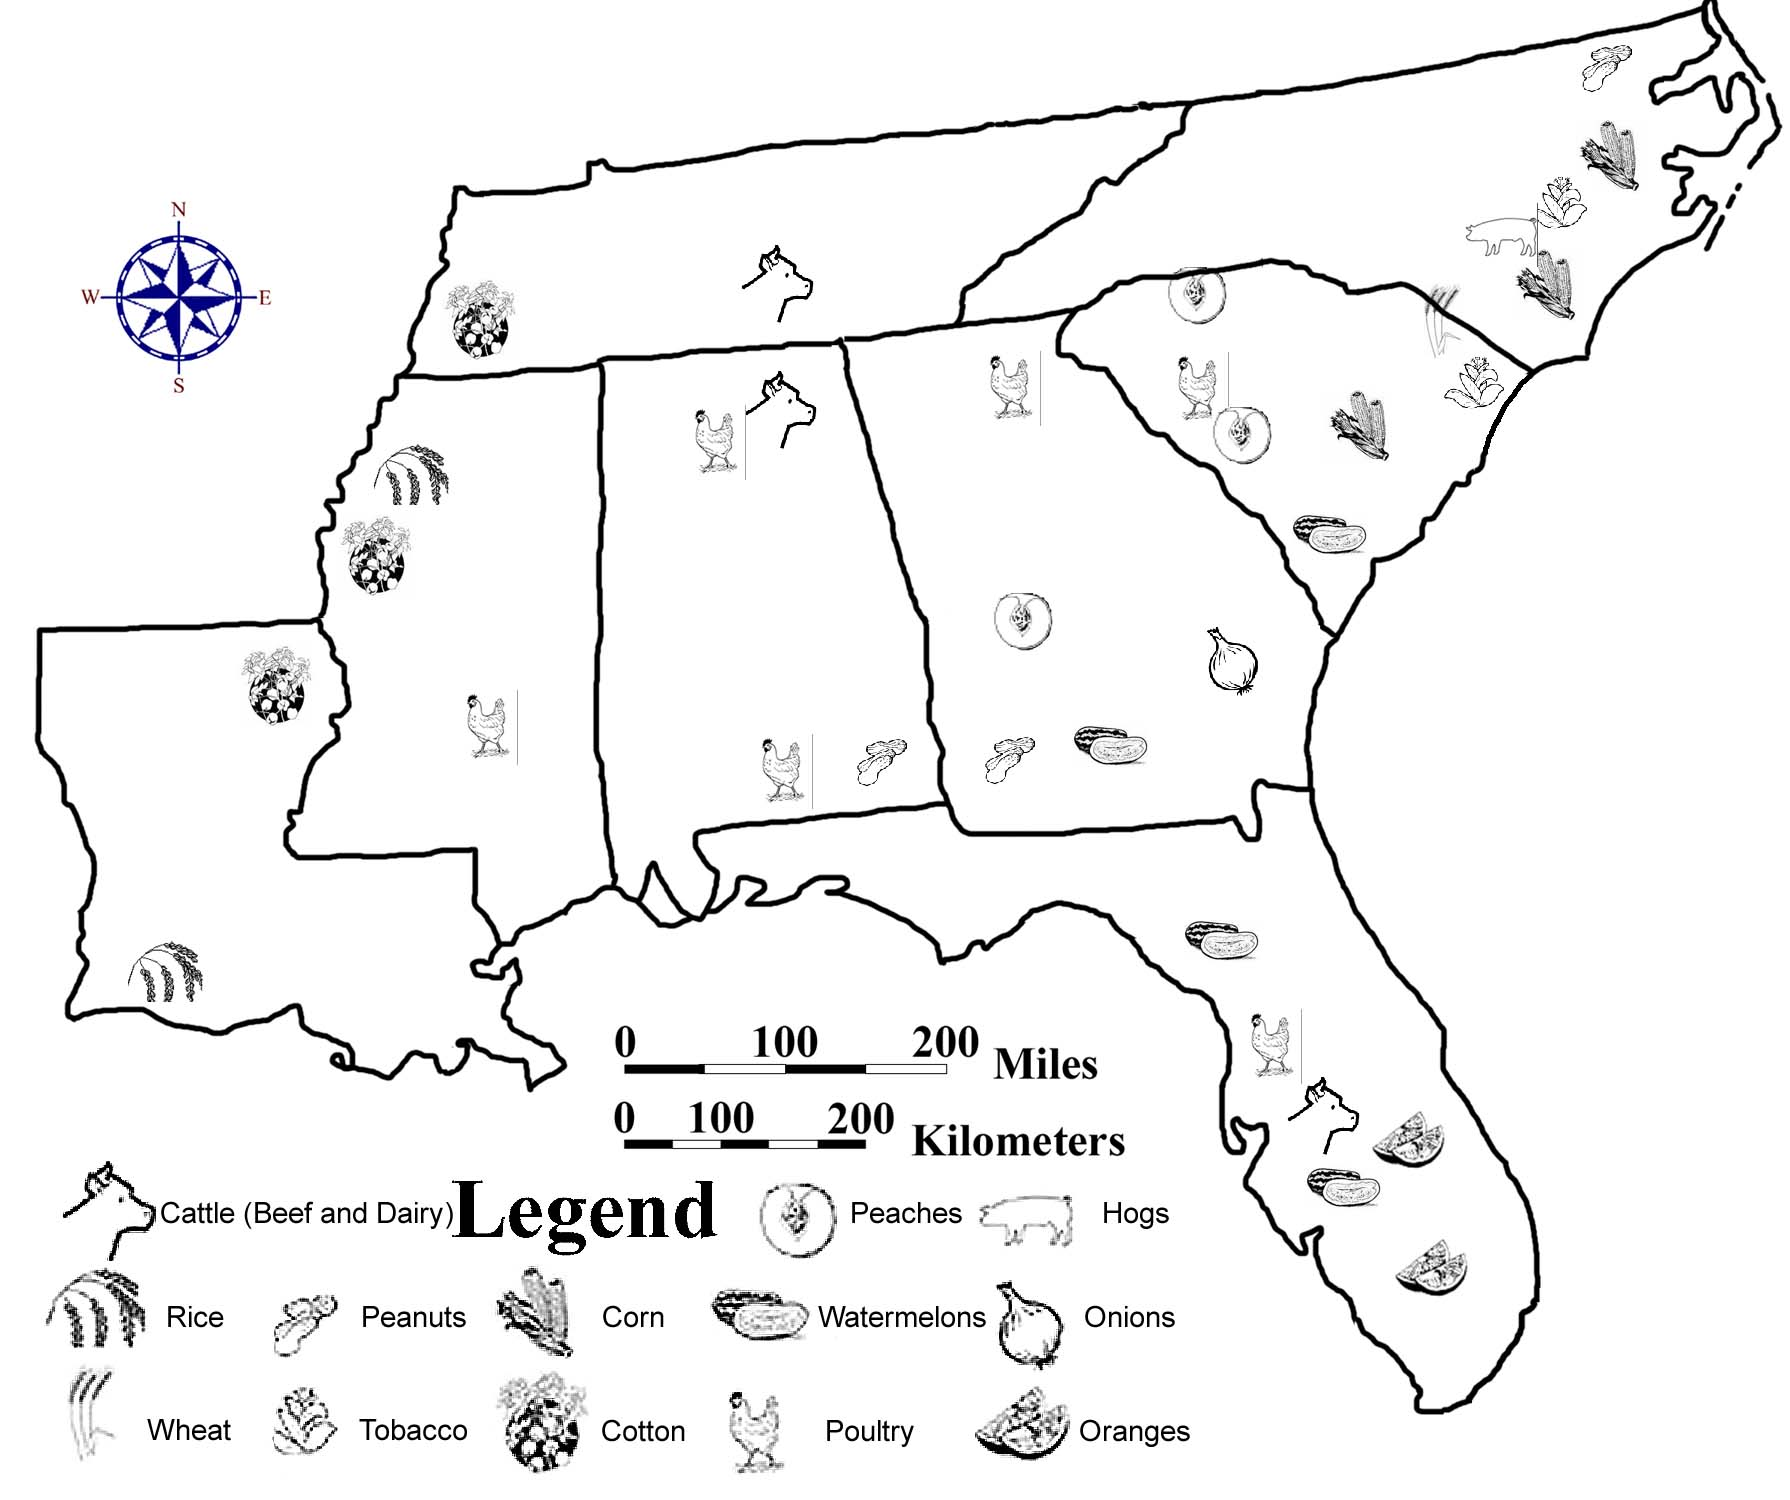 N
W E
S
0 100 200 Miles
0 100 200 Kilometers
Legend
Cattle (Beef and Dairy) Peaches Hogs
Rice Peanuts Corn Watermelons Onions
Wheat Tobacco Cotton Poultry Oranges